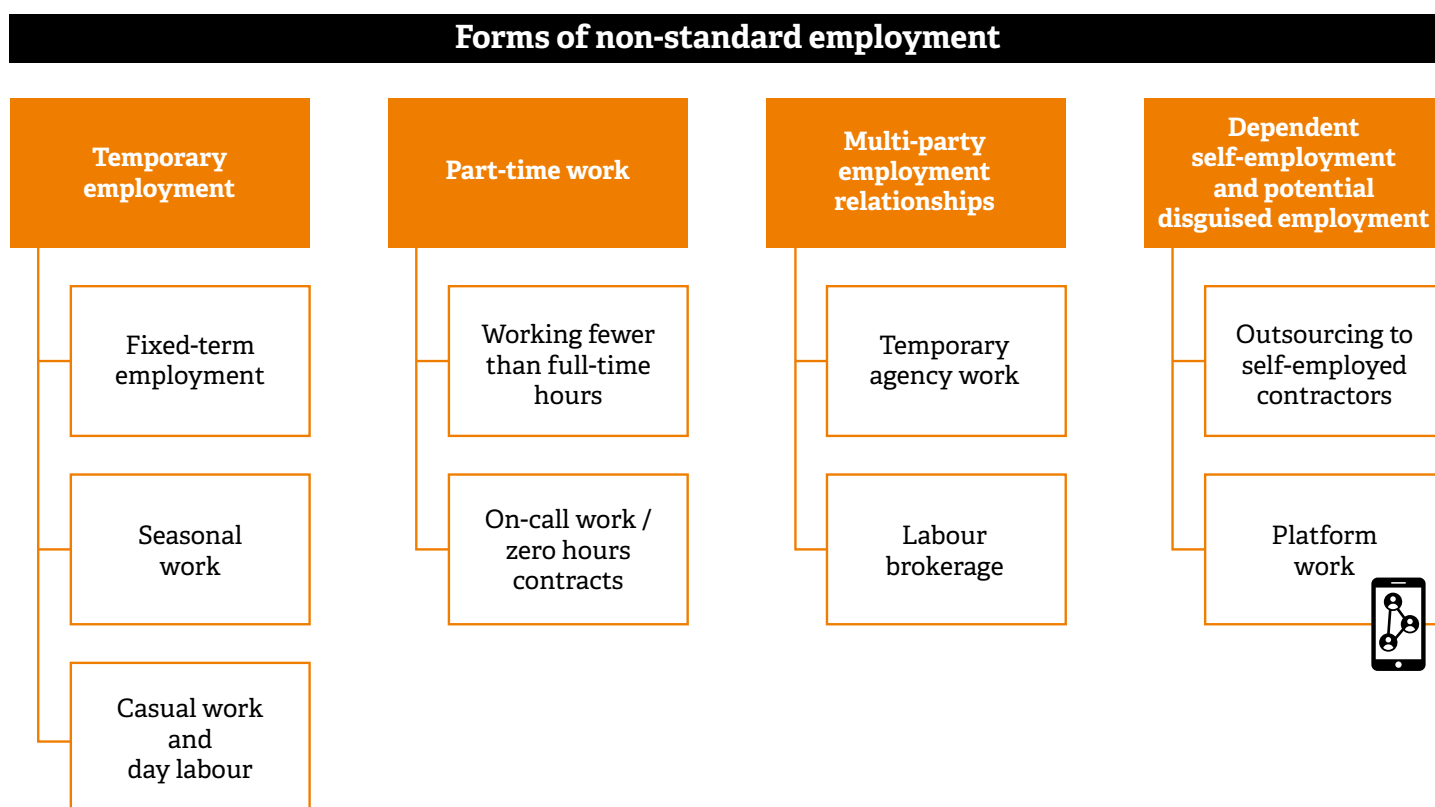 Forms of non-standard employment
Temporary
employment
Fixed-term
employment
Seasonal
work
Casual work
and
day labour
Part-time work
Working fewer
than full-time
hours
On-call work /
zero hours
contracts
Multi-party
employment
relationships
Temporary
agency work
Labour
brokerage
Dependent
self-employment
and potential
disguised employment
Outsourcing to
self-employed
contractors
Platform
work